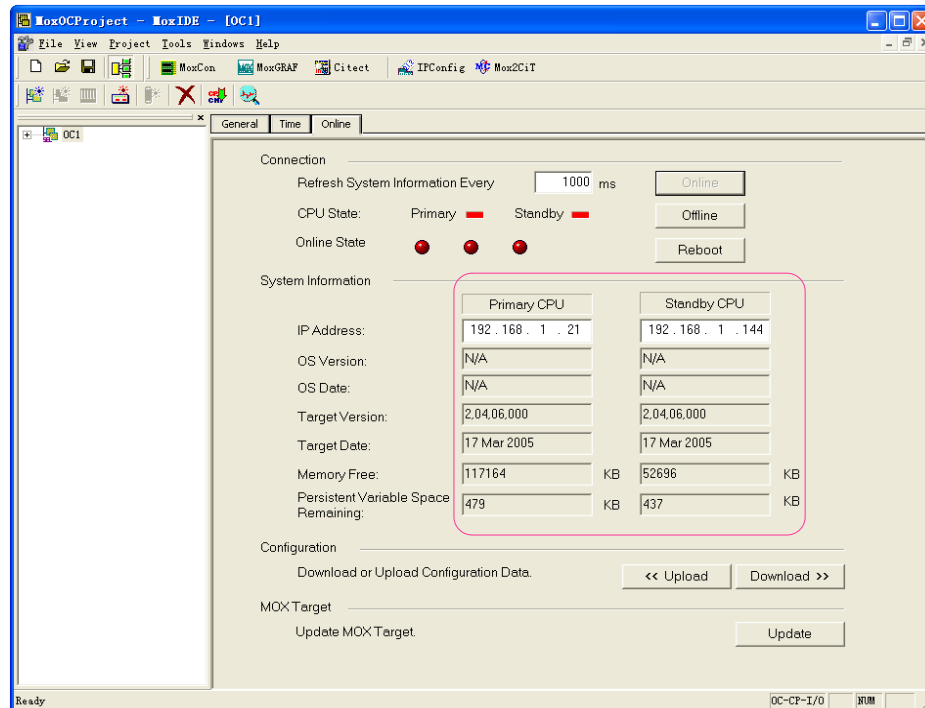 MoxOCProject - MoxIDE - [OC1]
File View Project Tools Windows Help
MoxCon MoxGRAF Citect IPConfig Mox2CiT
OC1
General Time Online
Connection
Refresh System Information Every 1000 ms Online
CPU State: Primary Standby Offline
Online State Reboot
System Information
Primary CPU Standby CPU
IP Address: 192 . 168 . 1 . 21 192 . 168 . 1 . 144
OS Version: N/A N/A
OS Date: N/A N/A
Target Version: 2,04,06,000 2,04,06,000
Target Date: 17 Mar 2005 17 Mar 2005
Memory Free: 117164 KB 52696 KB
Persistent Variable Space
Remaining: 479 KB 437 KB
Configuration
Download or Upload Configuration Data. << Upload Download >>
MOX Target
Update MOX Target. Update
Ready OC-CP-I/O NUM